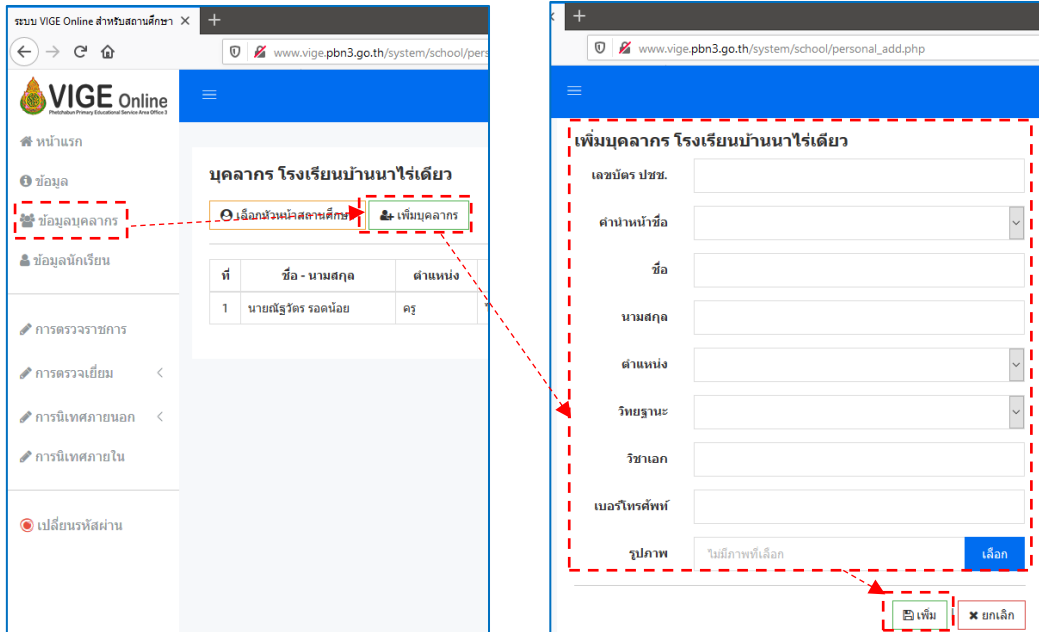 ระบบ VIGE Online สำหรับสถานศึกษา
www.vige.pbn3.go.th/system/school/pers
VIGE Online
Phetchabun Primary Educational Service Area Office 3
หน้าแรก
ข้อมูล
ข้อมูลบุคลากร
ข้อมูลนักเรียน
การตรวจราชการ
การตรวจเยี่ยม
การนิเทศภายนอก
การนิเทศภายใน
เปลี่ยนรหัสผ่าน
บุคลากร โรงเรียนบ้านนาไร่เดียว
เลือกหัวหน้าสถานศึกษา เพิ่มบุคลากร
ที่ ชื่อ - นามสกุล ตำแหน่ง
1 นายณัฐวัตร รอดน้อย ครู
www.vige.pbn3.go.th/system/school/personal_add.php
เพิ่มบุคลากร โรงเรียนบ้านนาไร่เดียว
เลขบัตร ปชช.
คำนำหน้าชื่อ
ชื่อ
นามสกุล
ตำแหน่ง
วิทยฐานะ
วิชาเอก
เบอร์โทรศัพท์
รูปภาพ ไม่มีภาพที่เลือก เลือก
เพิ่ม ยกเลิก